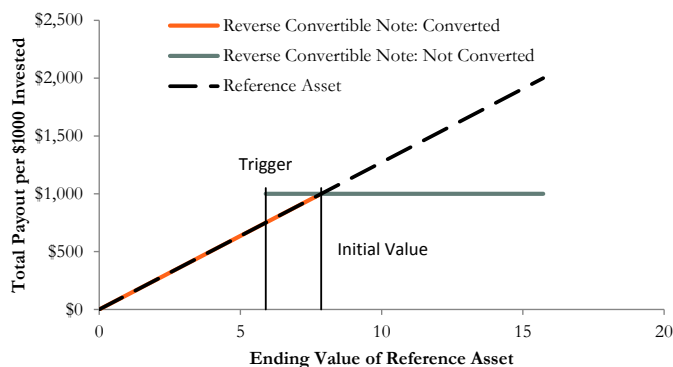 $2,500
Reverse Convertible Note: Converted
Reverse Convertible Note: Not Converted
$2,000
Reference Asset
$1,500
Trigger
$1,000
Initial Value
$500
$0
0
5
10
15
20
Total Payout per $1000 Invested
Ending Value of Reference Asset